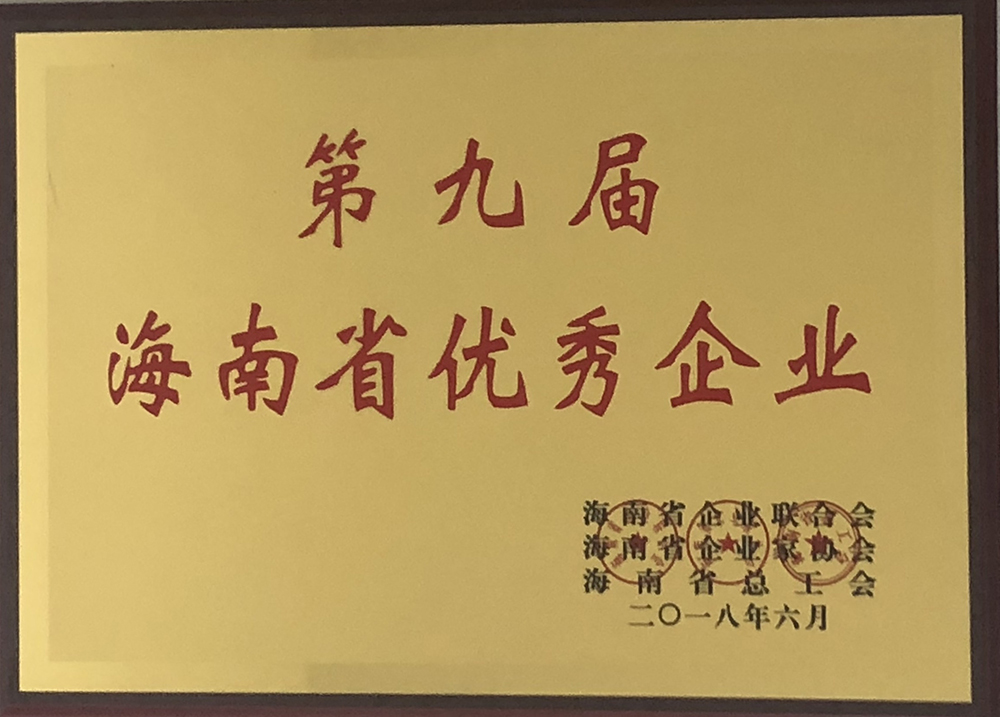 第九届
海南省优秀企业
海南省企业联合会
海南省企业家协会
海南省总工会
二〇一八年六月